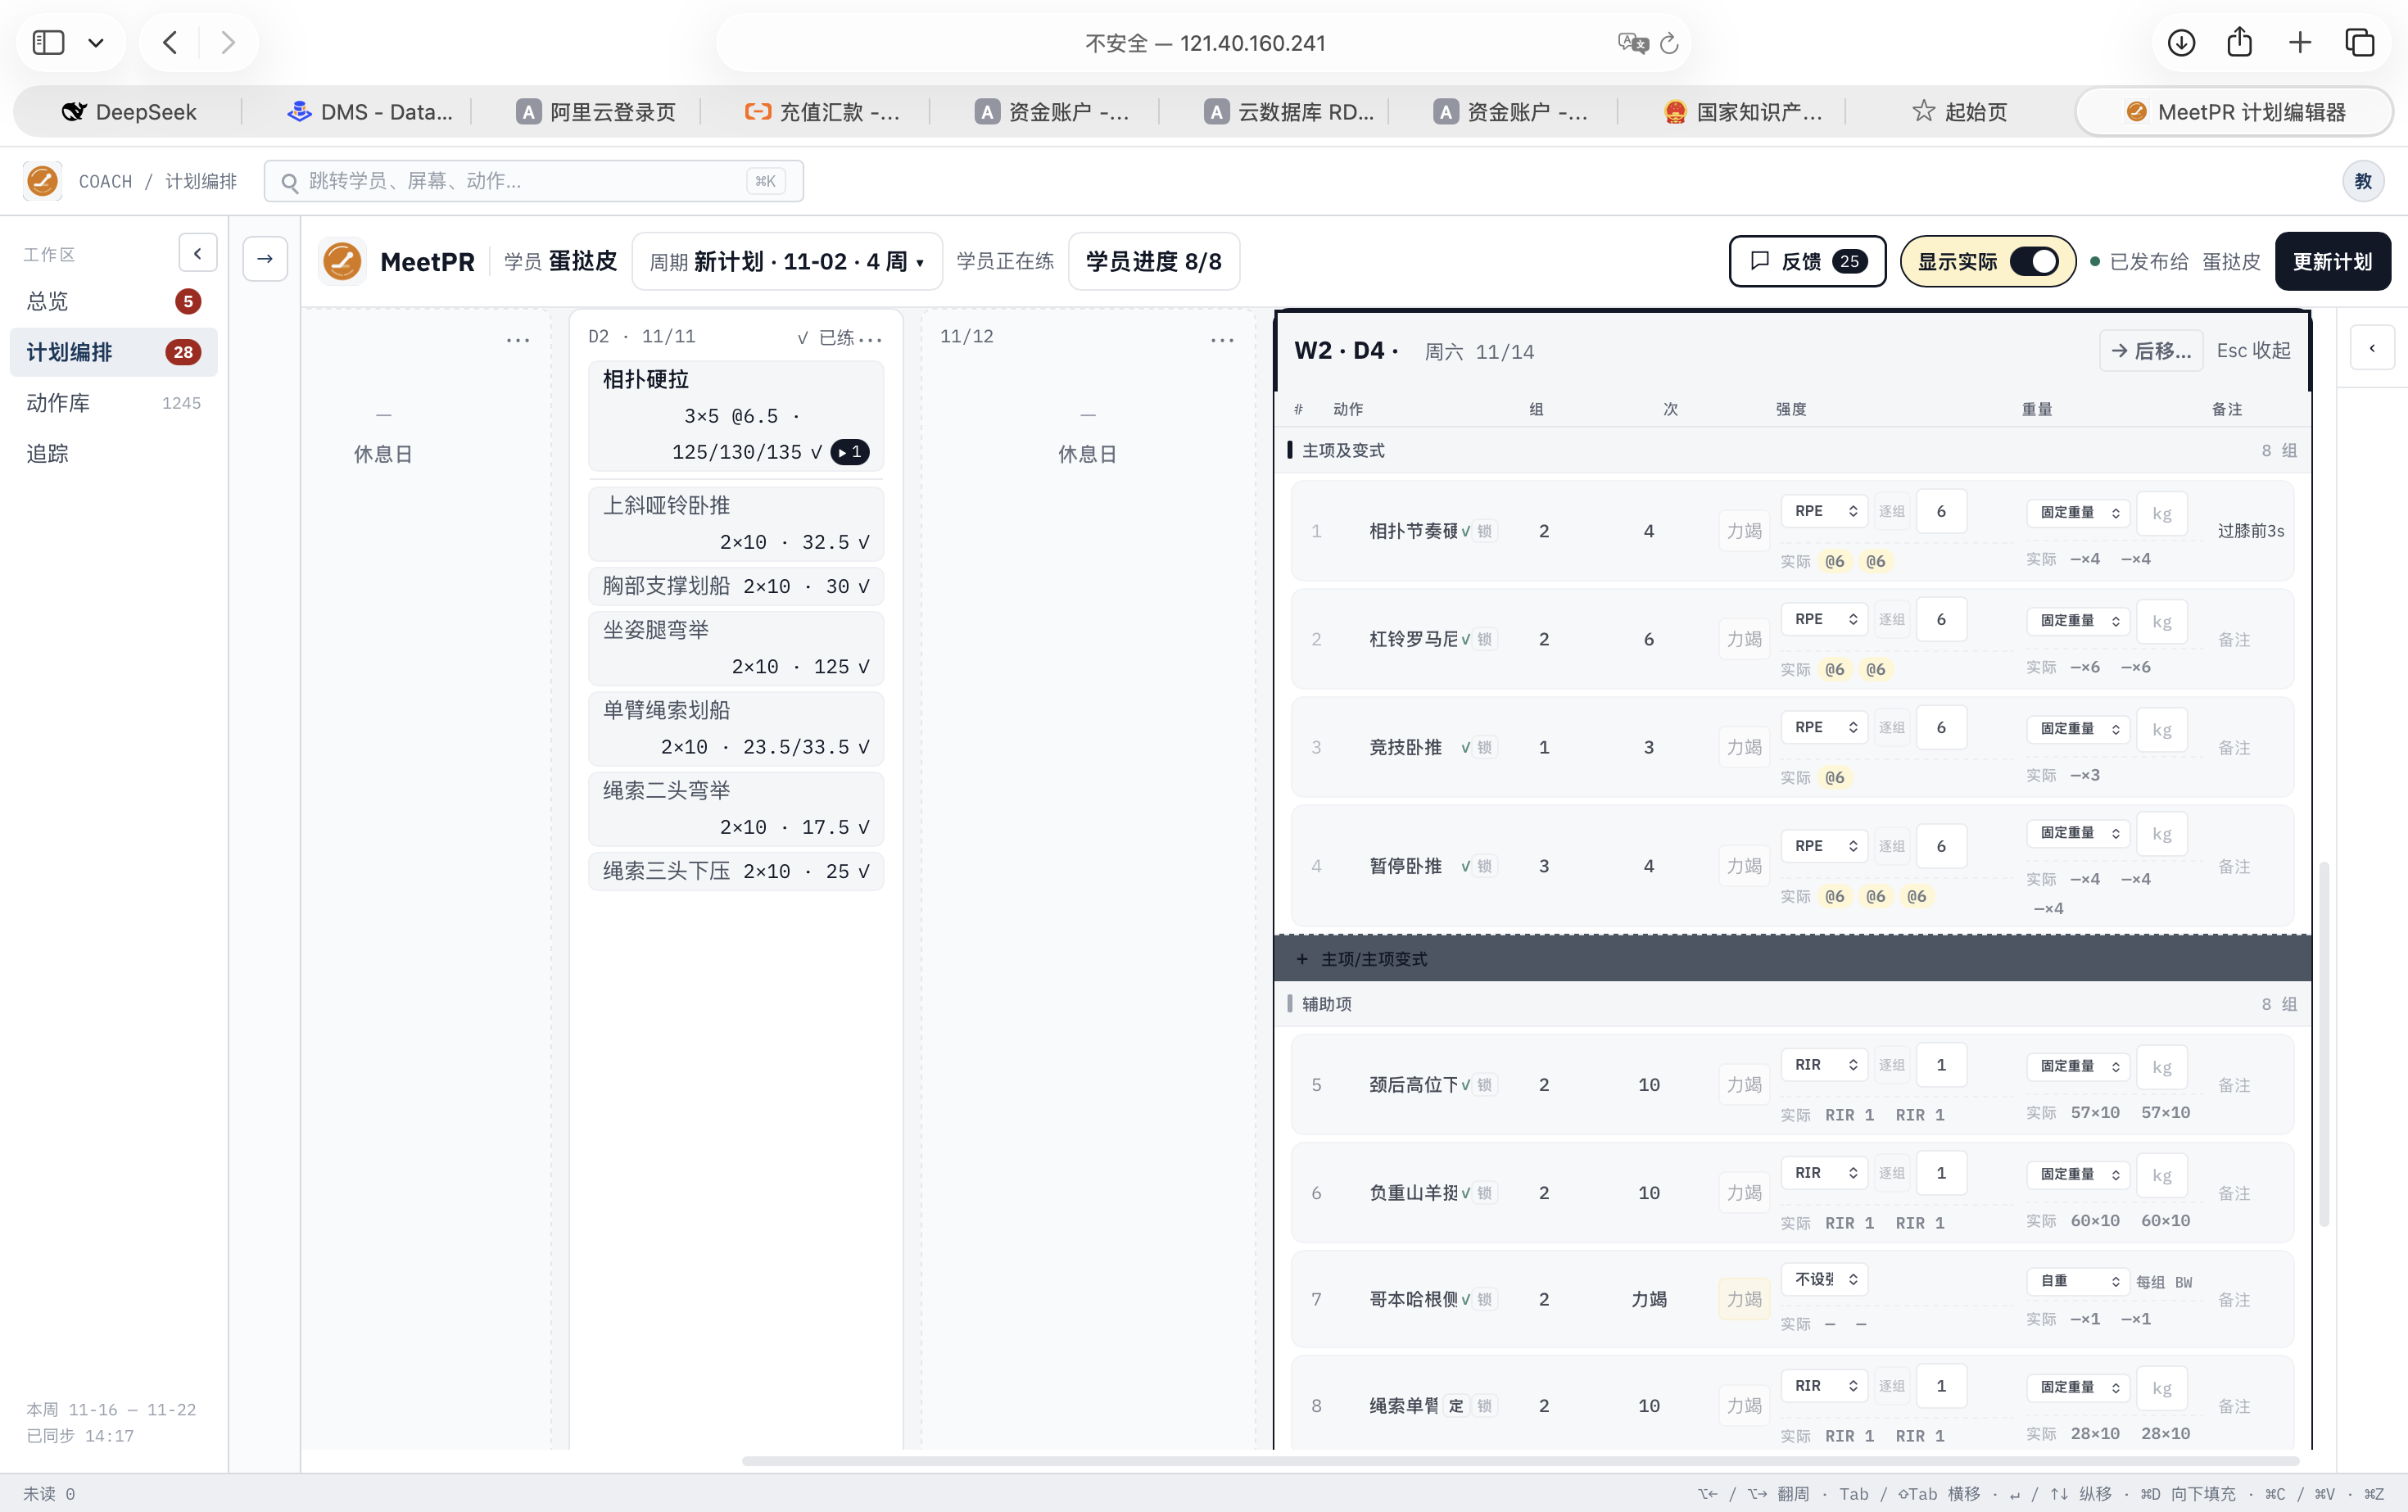 不安全 — 121.40.160.241
DeepSeek
DMS - Data...
阿里云登录页
充值汇款 -...
资金账户 -...
云数据库 RD...
资金账户 -...
国家知识产...
起始页
MeetPR 计划编辑器
COACH / 计划编排
跳转学员、屏幕、动作... ⌘K
教
工作区
总览 5
计划编排 28
动作库 1245
追踪
本周 11-16 — 11-22
已同步 14:17
MeetPR 学员 蛋挞皮 周期 新计划 · 11-02 · 4 周 ▾ 学员正在练 学员进度 8/8
反馈 25 显示实际 已发布给 蛋挞皮 更新计划
...
—
休息日
D2 · 11/11 √ 已练...
相扑硬拉
3×5 @6.5 ·
125/130/135 √ ▶ 1
上斜哑铃卧推
2×10 · 32.5 √
胸部支撑划船 2×10 · 30 √
坐姿腿弯举
2×10 · 125 √
单臂绳索划船
2×10 · 23.5/33.5 √
绳索二头弯举
2×10 · 17.5 √
绳索三头下压 2×10 · 25 √
11/12 ...
—
休息日
W2 · D4 · 周六 11/14 → 后移... Esc 收起
# 动作 组 次 强度 重量 备注
主项及变式 8 组
1 相扑节奏硬 √ 锁 2 4 力竭 RPE 逐组 6 固定重量 kg 过膝前3s
实际 @6 @6 实际 —×4 —×4
2 杠铃罗马尼 √ 锁 2 6 力竭 RPE 逐组 6 固定重量 kg 备注
实际 @6 @6 实际 —×6 —×6
3 竞技卧推 √ 锁 1 3 力竭 RPE 逐组 6 固定重量 kg 备注
实际 @6 实际 —×3
4 暂停卧推 √ 锁 3 4 力竭 RPE 逐组 6 固定重量 kg 备注
实际 @6 @6 @6 实际 —×4 —×4
—×4
+ 主项/主项变式
辅助项 8 组
5 颈后高位下 √ 锁 2 10 力竭 RIR 逐组 1 固定重量 kg 备注
实际 RIR 1 RIR 1 实际 57×10 57×10
6 负重山羊挺 √ 锁 2 10 力竭 RIR 逐组 1 固定重量 kg 备注
实际 RIR 1 RIR 1 实际 60×10 60×10
7 哥本哈根侧 √ 锁 2 力竭 力竭 不设 自重 每组 BW 备注
实际 — — 实际 —×1 —×1
8 绳索单 定 锁 2 10 力竭 RIR 逐组 1 固定重量 kg 备注
实际 RIR 1 RIR 1 实际 28×10 28×10
未读 0
⌥← / ⌥→ 翻周 · Tab / ⇧Tab 横移 · ↵ / ↑↓ 纵移 · ⌘D 向下填充 · ⌘C / ⌘V · ⌘Z